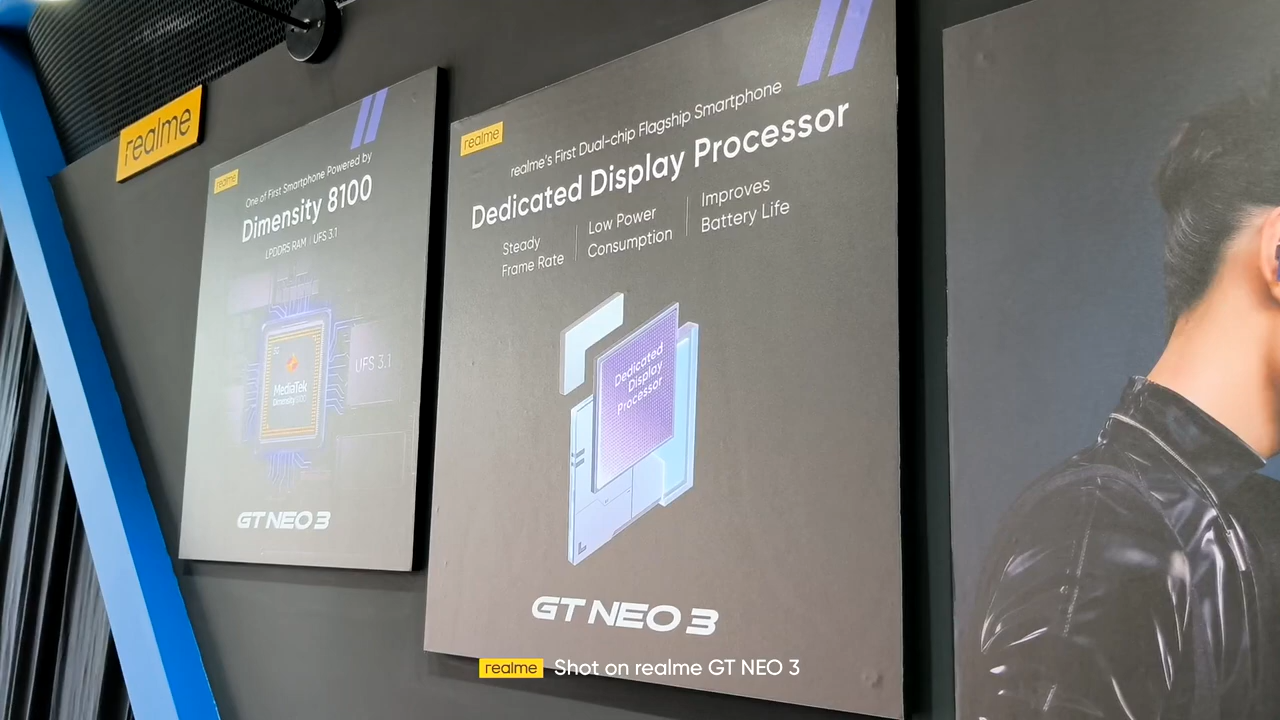 realme
realme
One of First Smartphone Powered by
Dimensity 8100
LPDDR5 RAM | UFS 3.1
UFS 3.1
MediaTek
Dimensity 8100
GT NEO 3
realme
realme's First Dual-chip Flagship Smartphone
Dedicated Display Processor
Steady
Frame Rate
Low Power
Consumption
Improves
Battery Life
Dedicated
Display
Processor
GT NEO 3
realme Shot on realme GT NEO 3